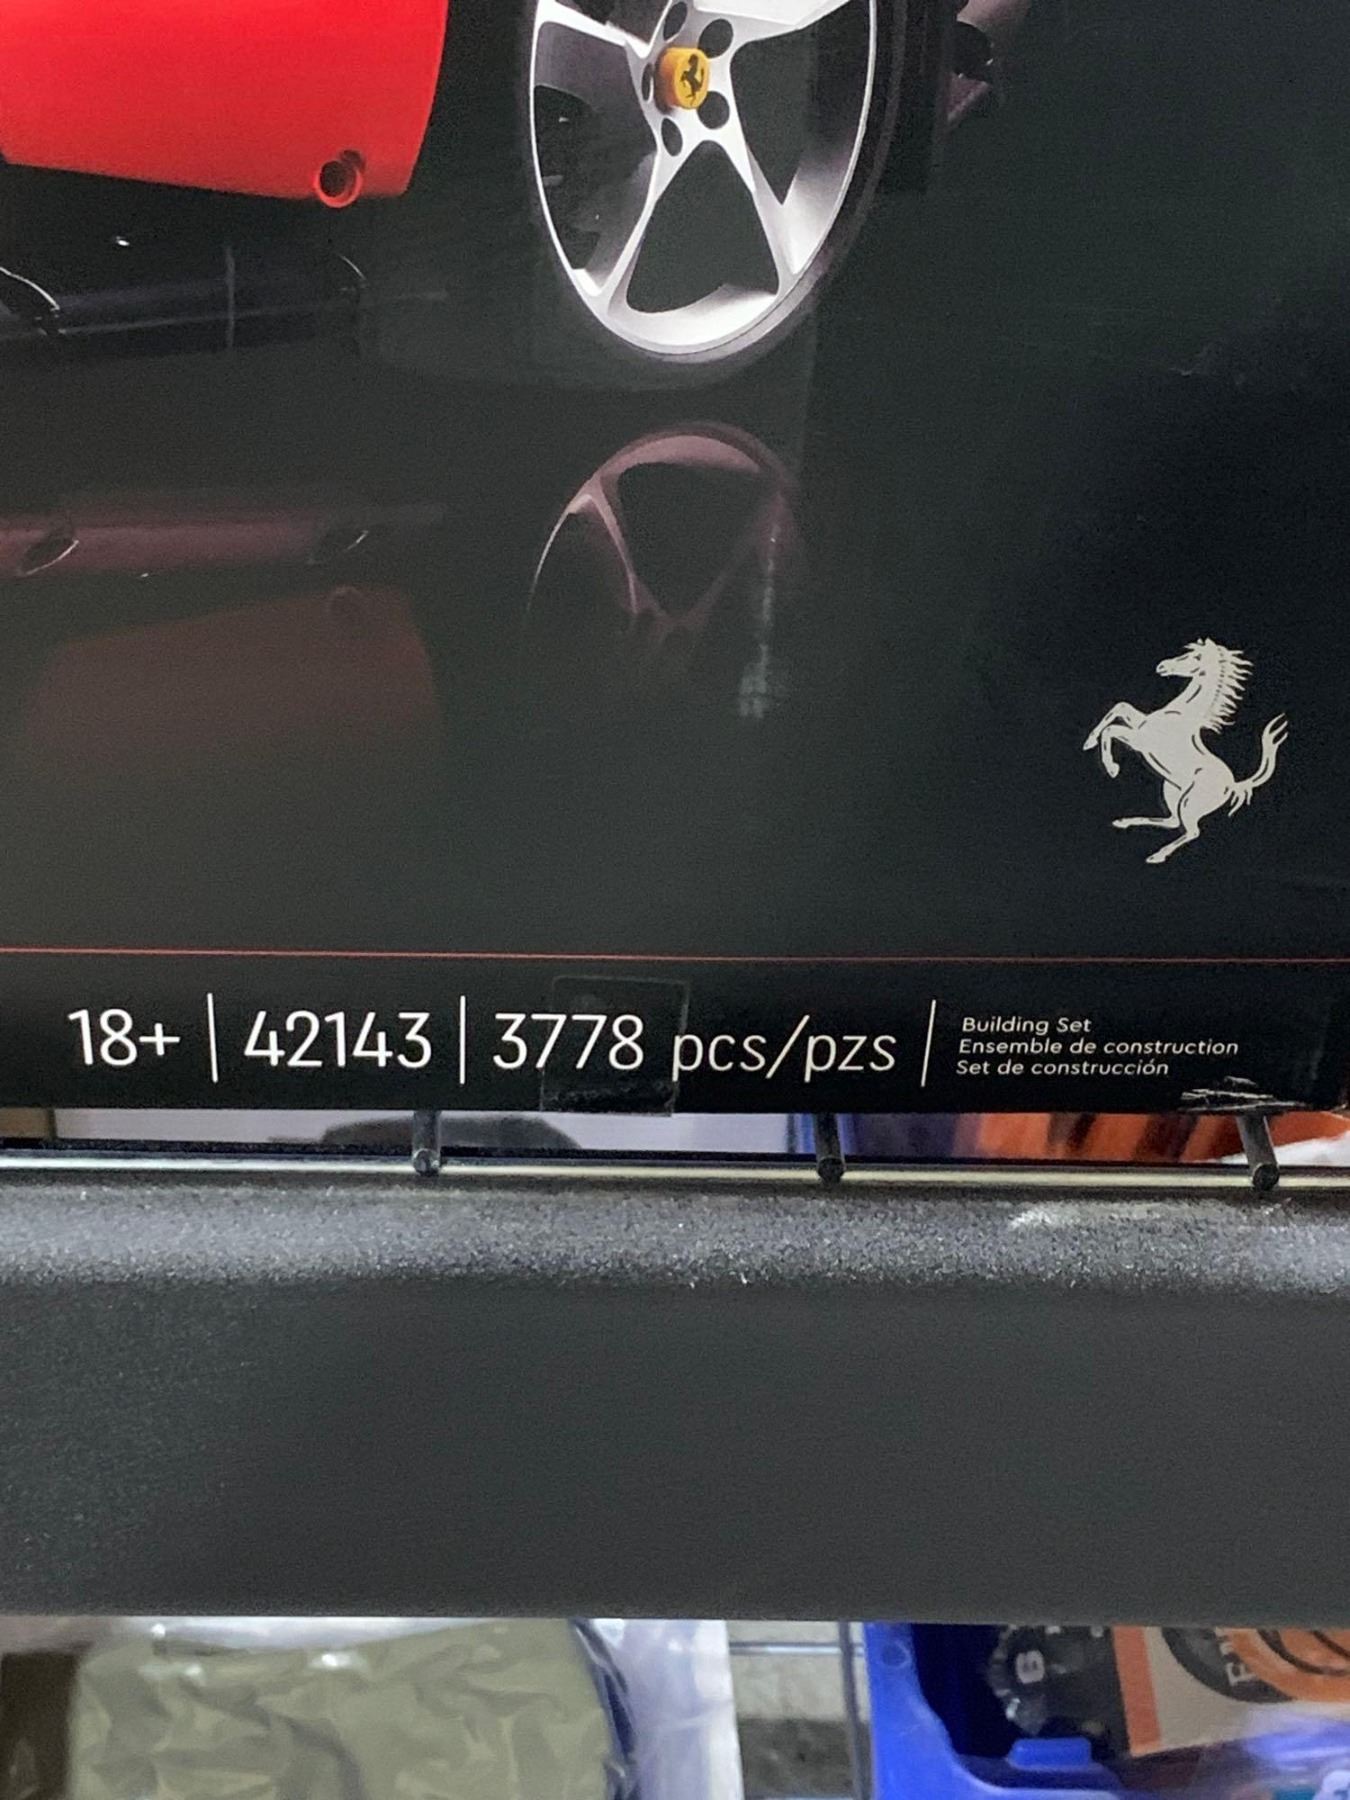 18+ | 42143 | 3778 pcs/pzs
Building Set
Ensemble de construction
Set de construcción